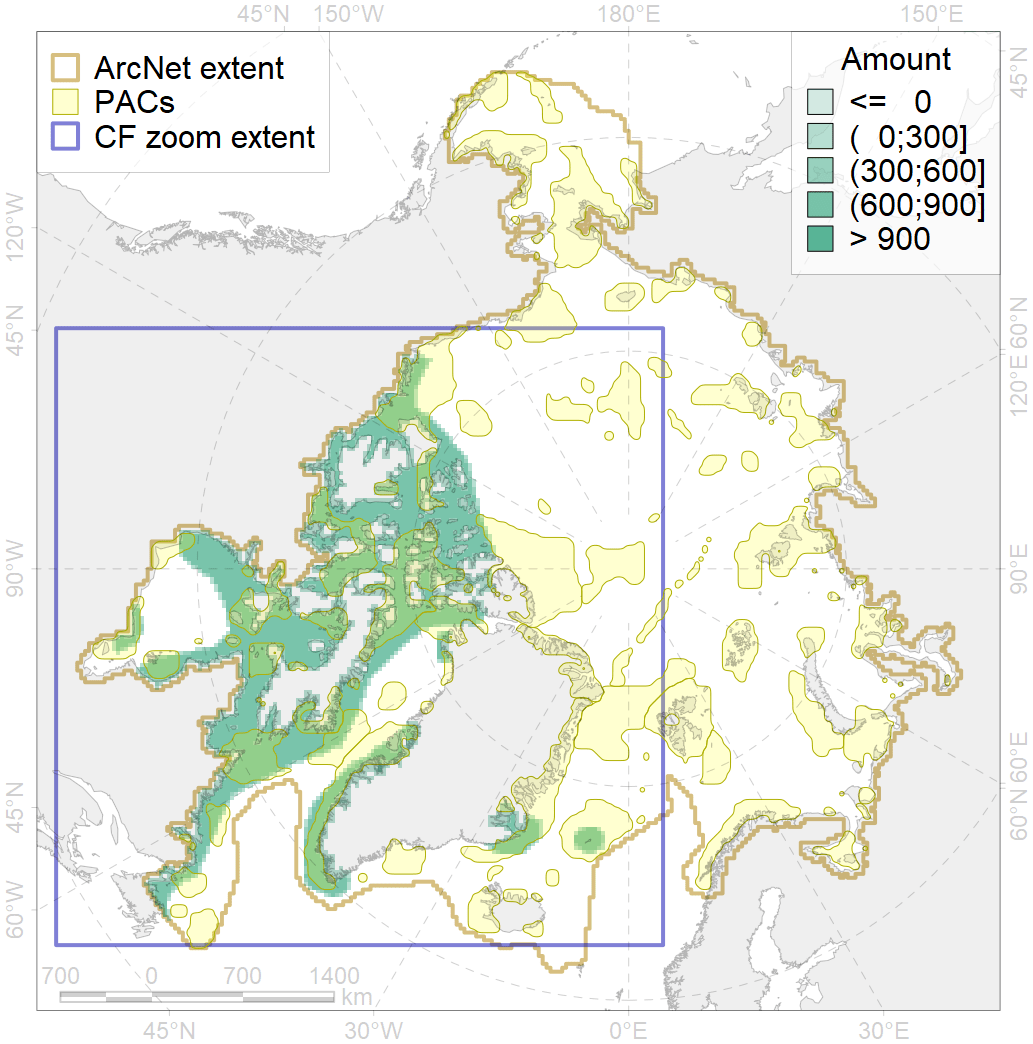 45°N 150°W 180°E 150°E
ArcNet extent
PACs
CF zoom extent
Amount
<= 0
( 0;300]
(300;600]
(600;900]
> 900
45°N
120°W
60°N
45°N
120°E
90°W
90°E
60°E
45°N
60°N
60°W
700 0 700 1400
km
45°N 30°W 0°E 30°E